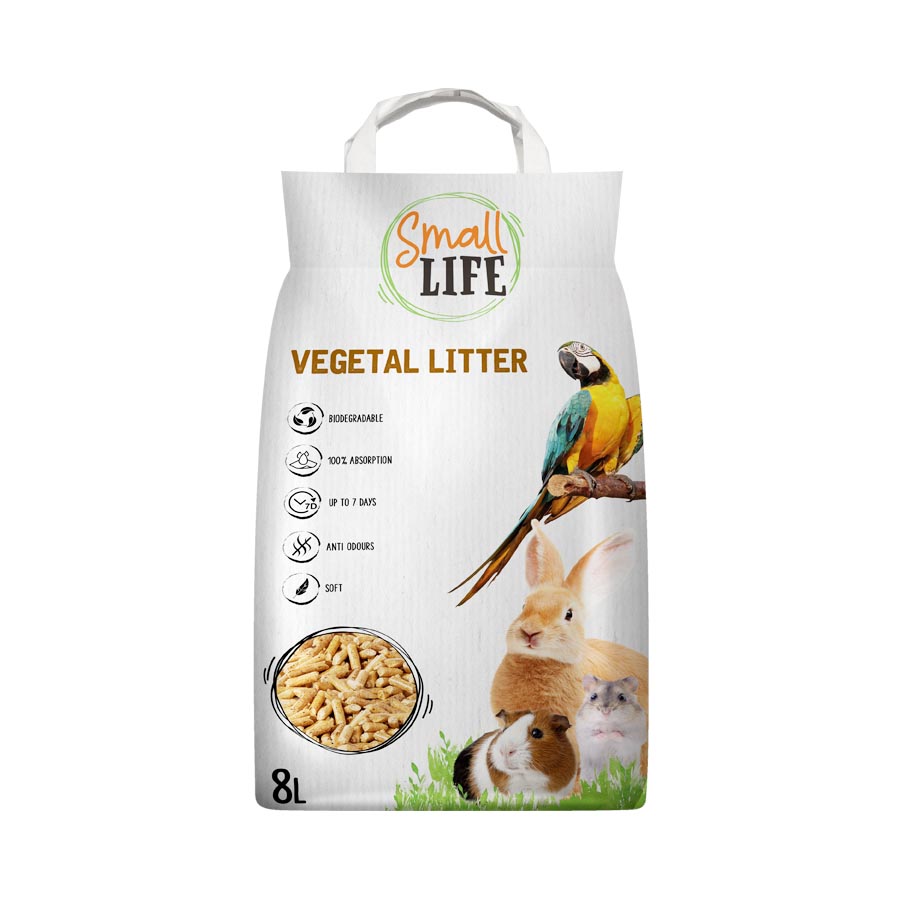 Small
LIFE
VEGETAL LITTER
BIODEGRADABLE
100% ABSORPTION
7D
UP TO 7 DAYS
ANTI ODOURS
SOFT
8L